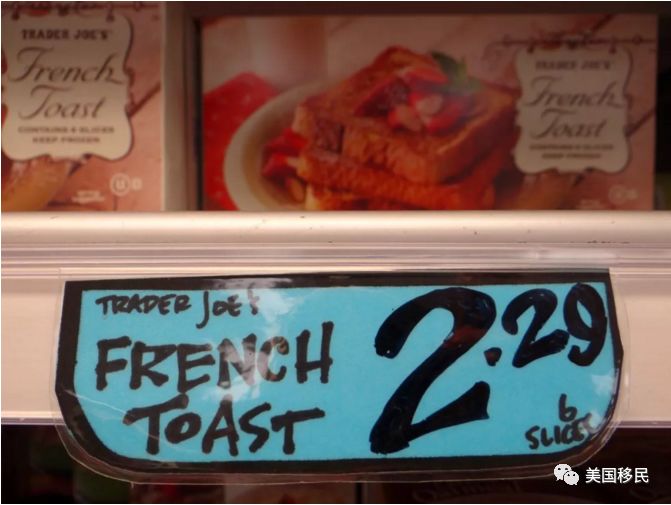 TRADER JOE'S
French
Toast
CONTAINS 6 SLICES
KEEP FROZEN
TRADER JOE'S
French
Toast
CONTAINS 6 SLICES
KEEP FROZEN
TRADER JOE'S
FRENCH
TOAST
2.29
6
SLICES
美国移民